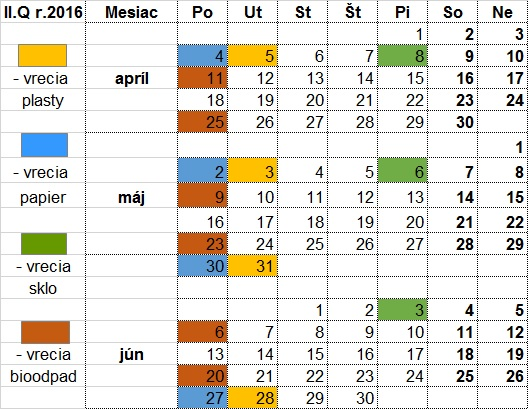 II.Q r.2016 Mesiac Po Ut St Št Pi So Ne
1 2 3
4 5 6 7 8 9 10
- vrecia apríl 11 12 13 14 15 16 17
plasty 18 19 20 21 22 23 24
25 26 27 28 29 30
1
- vrecia 2 3 4 5 6 7 8
papier máj 9 10 11 12 13 14 15
16 17 18 19 20 21 22
23 24 25 26 27 28 29
- vrecia 30 31
sklo
1 2 3 4 5
6 7 8 9 10 11 12
- vrecia jún 13 14 15 16 17 18 19
bioodpad 20 21 22 23 24 25 26
27 28 29 30